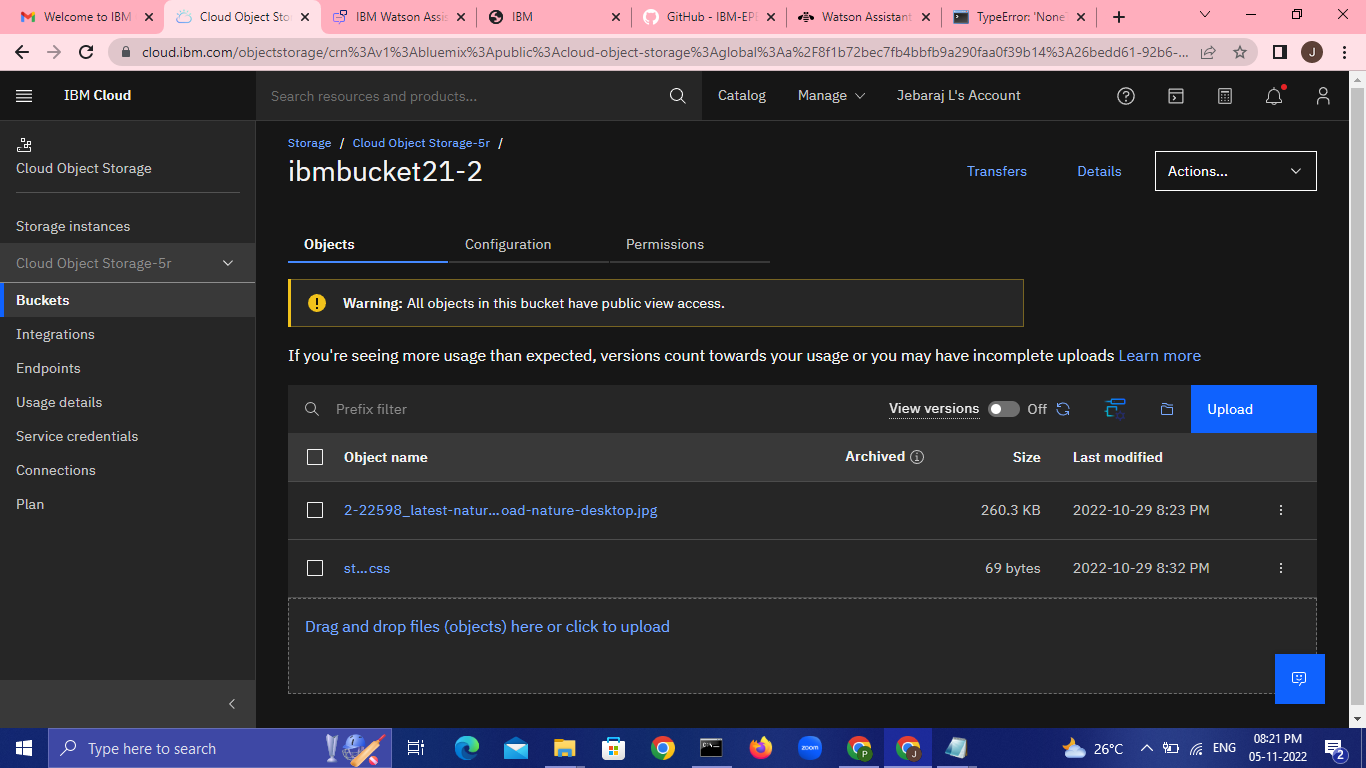 Welcome to IBM
Cloud Object Sto
IBM Watson Assi
IBM
GitHub - IBM-EPB
Watson Assistant
TypeError: 'None
cloud.ibm.com/objectstorage/crn%3Av1%3Abluemix%3Apublic%3Acloud-object-storage%3Aglobal%3Aa%2F8f1b72bec7fb4bbfb9a290faa0f39b14%3A26bedd61-92b6-...
J
IBM Cloud
Search resources and products...
Catalog
Manage
Jebaraj L's Account
Cloud Object Storage
Storage instances
Cloud Object Storage-5r
Buckets
Integrations
Endpoints
Usage details
Service credentials
Connections
Plan
Storage / Cloud Object Storage-5r /
ibmbucket21-2
Transfers
Details
Actions...
Objects
Configuration
Permissions
Warning: All objects in this bucket have public view access.
If you're seeing more usage than expected, versions count towards your usage or you may have incomplete uploads Learn more
Prefix filter
View versions
Off
Upload
Object name
Archived
Size
Last modified
2-22598_latest-natur...oad-nature-desktop.jpg
260.3 KB
2022-10-29 8:23 PM
st...css
69 bytes
2022-10-29 8:32 PM
Drag and drop files (objects) here or click to upload
Type here to search
zoom
P
J
26°C
ENG
08:21 PM
05-11-2022
2